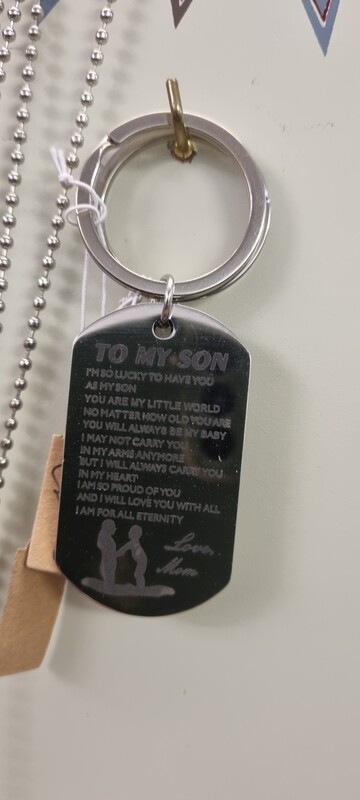 TO MY SON
I'M SO LUCKY TO HAVE YOU
AS MY SON
YOU ARE MY LITTLE WORLD
NO MATTER HOW OLD YOU ARE
YOU WILL ALWAYS BE MY BABY
I MAY NOT CARRY YOU
IN MY ARMS ANYMORE
BUT I WILL ALWAYS CARRY YOU
IN MY HEART
I AM SO PROUD OF YOU
AND I WILL LOVE YOU WITH ALL
I AM FOR ALL ETERNITY
Love,
Mom